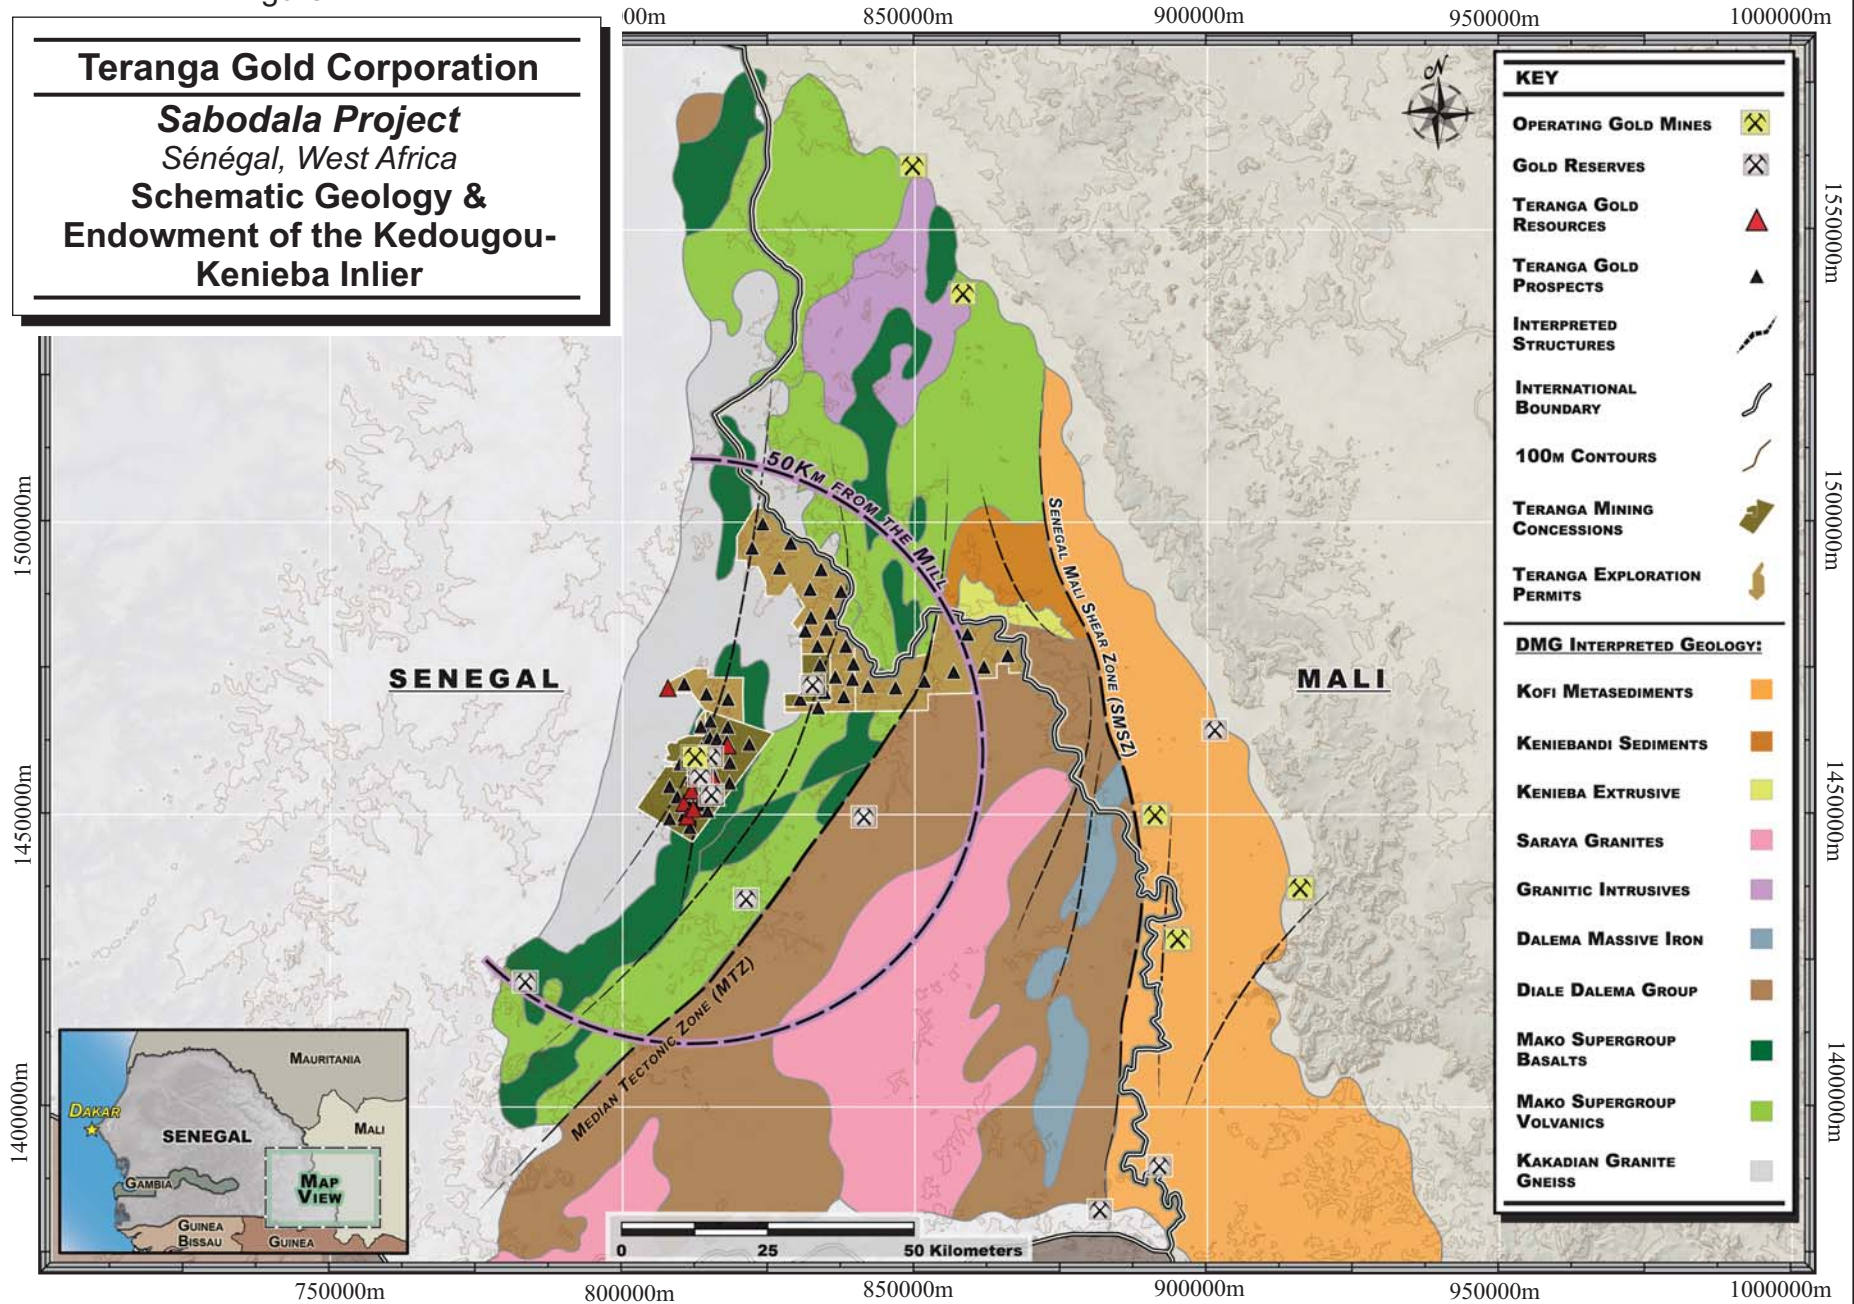 Teranga Gold Corporation
Sabodala Project
Sénégal, West Africa
Schematic Geology &
Endowment of the Kedougou-
Kenieba Inlier
850000m
900000m
950000m
1000000m
N
KEY
OPERATING GOLD MINES
GOLD RESERVES
TERANGA GOLD
RESOURCES
TERANGA GOLD
PROSPECTS
INTERPRETED
STRUCTURES
INTERNATIONAL
BOUNDARY
100M CONTOURS
TERANGA MINING
CONCESSIONS
TERANGA EXPLORATION
PERMITS
DMG INTERPRETED GEOLOGY:
KOFI METASEDIMENTS
KENIEBANDI SEDIMENTS
KENIEBA EXTRUSIVE
SARAYA GRANITES
GRANITIC INTRUSIVES
DALEMA MASSIVE IRON
DIALE DALEMA GROUP
MAKO SUPERGROUP
BASALTS
MAKO SUPERGROUP
VOLVANICS
KAKADIAN GRANITE
GNEISS
50KM FROM THE MILL
SENEGAL MALI SHEAR ZONE (SMSZ)
SENEGAL
MALI
MEDIAN TECTONIC ZONE (MTZ)
MAURITANIA
DAKAR
SENEGAL
MALI
GAMBIA
MAP
VIEW
GUINEA
BISSAU
GUINEA
0
25
50 Kilometers
1500000m
1450000m
1400000m
1550000m
1500000m
1450000m
1400000m
750000m
800000m
850000m
900000m
950000m
1000000m